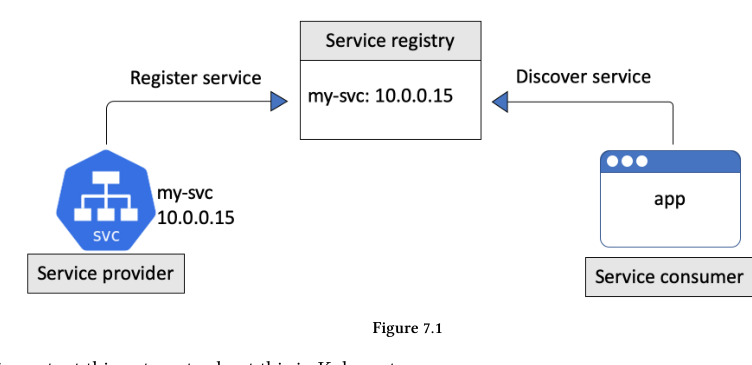 Service registry
Register service
Discover service
my-svc: 10.0.0.15
my-svc
10.0.0.15
svc
app
Service provider
Service consumer
Figure 7.1